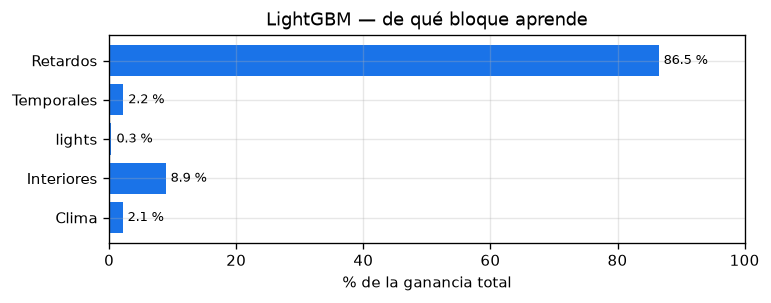 LightGBM — de qué bloque aprende
Retardos
86.5 %
Temporales
2.2 %
lights
0.3 %
Interiores
8.9 %
Clima
2.1 %
0 20 40 60 80 100
% de la ganancia total